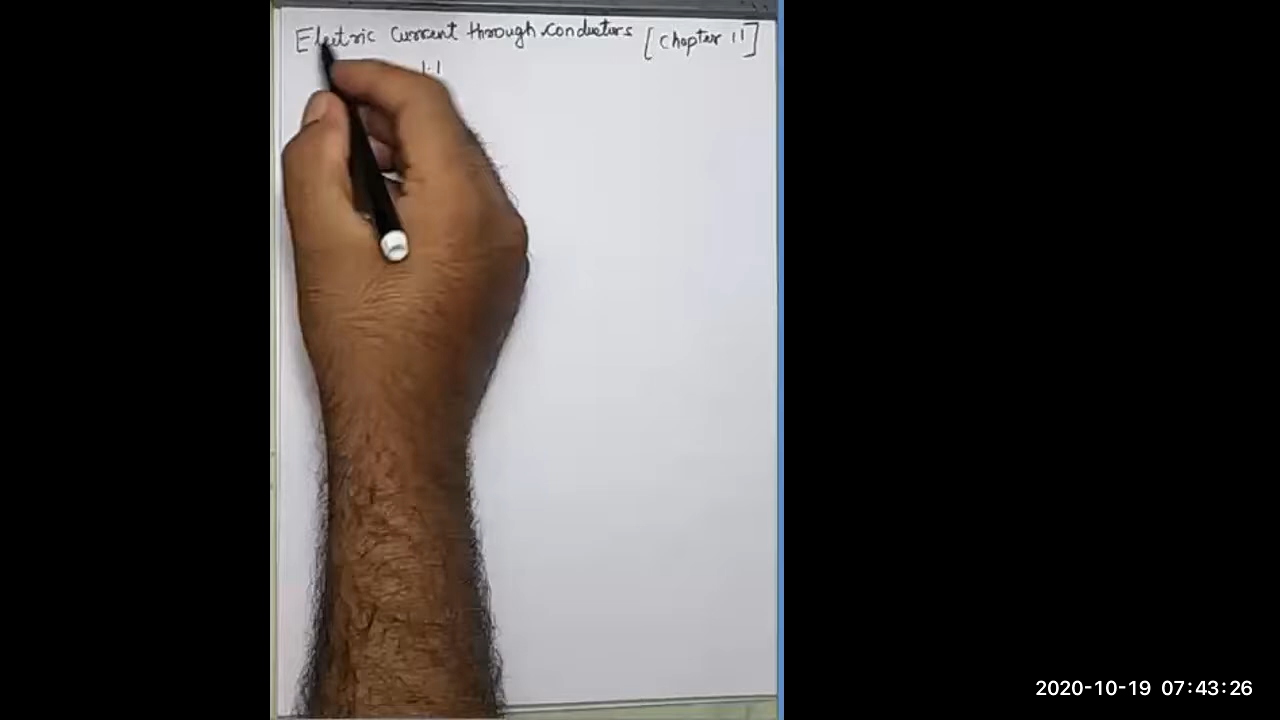 Electric Current through conductors [Chapter 11]
2020-10-19 07:43:26